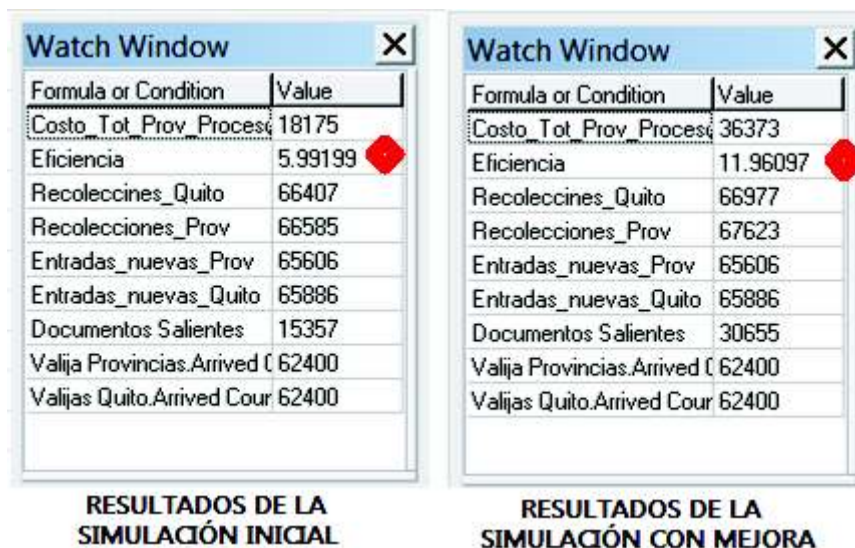 Watch Window
Formula or Condition Value
Costo_Tot_Prov_Proces 18175
Eficiencia 5.99199
Recoleccines_Quito 66407
Recolecciones_Prov 66585
Entradas_nuevas_Prov 65606
Entradas_nuevas_Quito 65886
Documentos Salientes 15357
Valija Provincias.Arrived 62400
Valijas Quito.Arrived Cour 62400
RESULTADOS DE LA
SIMULACIÓN INICIAL
Watch Window
Formula or Condition Value
Costo_Tot_Prov_Proces 36373
Eficiencia 11.96097
Recoleccines_Quito 66977
Recolecciones_Prov 67623
Entradas_nuevas_Prov 65606
Entradas_nuevas_Quito 65886
Documentos Salientes 30655
Valija Provincias.Arrived 62400
Valijas Quito.Arrived Cour 62400
RESULTADOS DE LA
SIMULACIÓN CON MEJORA